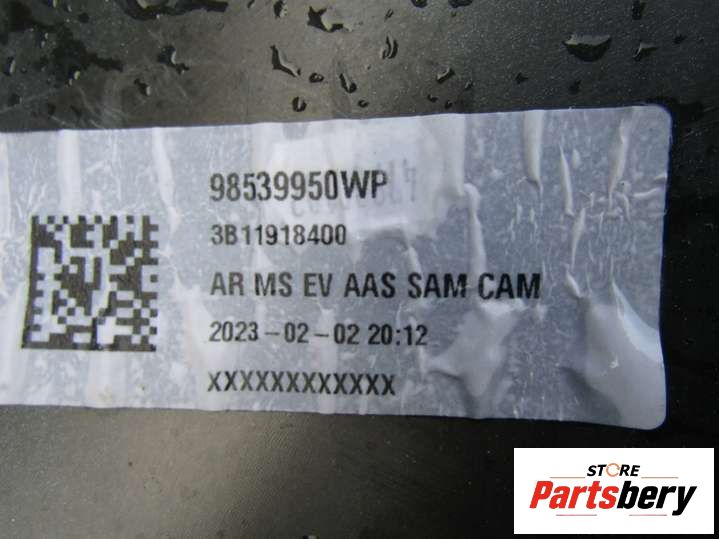 98539950WP
3B11918400
AR MS EV AAS SAM CAM
2023-02-02 20:12
XXXXXXXXXXXX
STORE
Partsbery